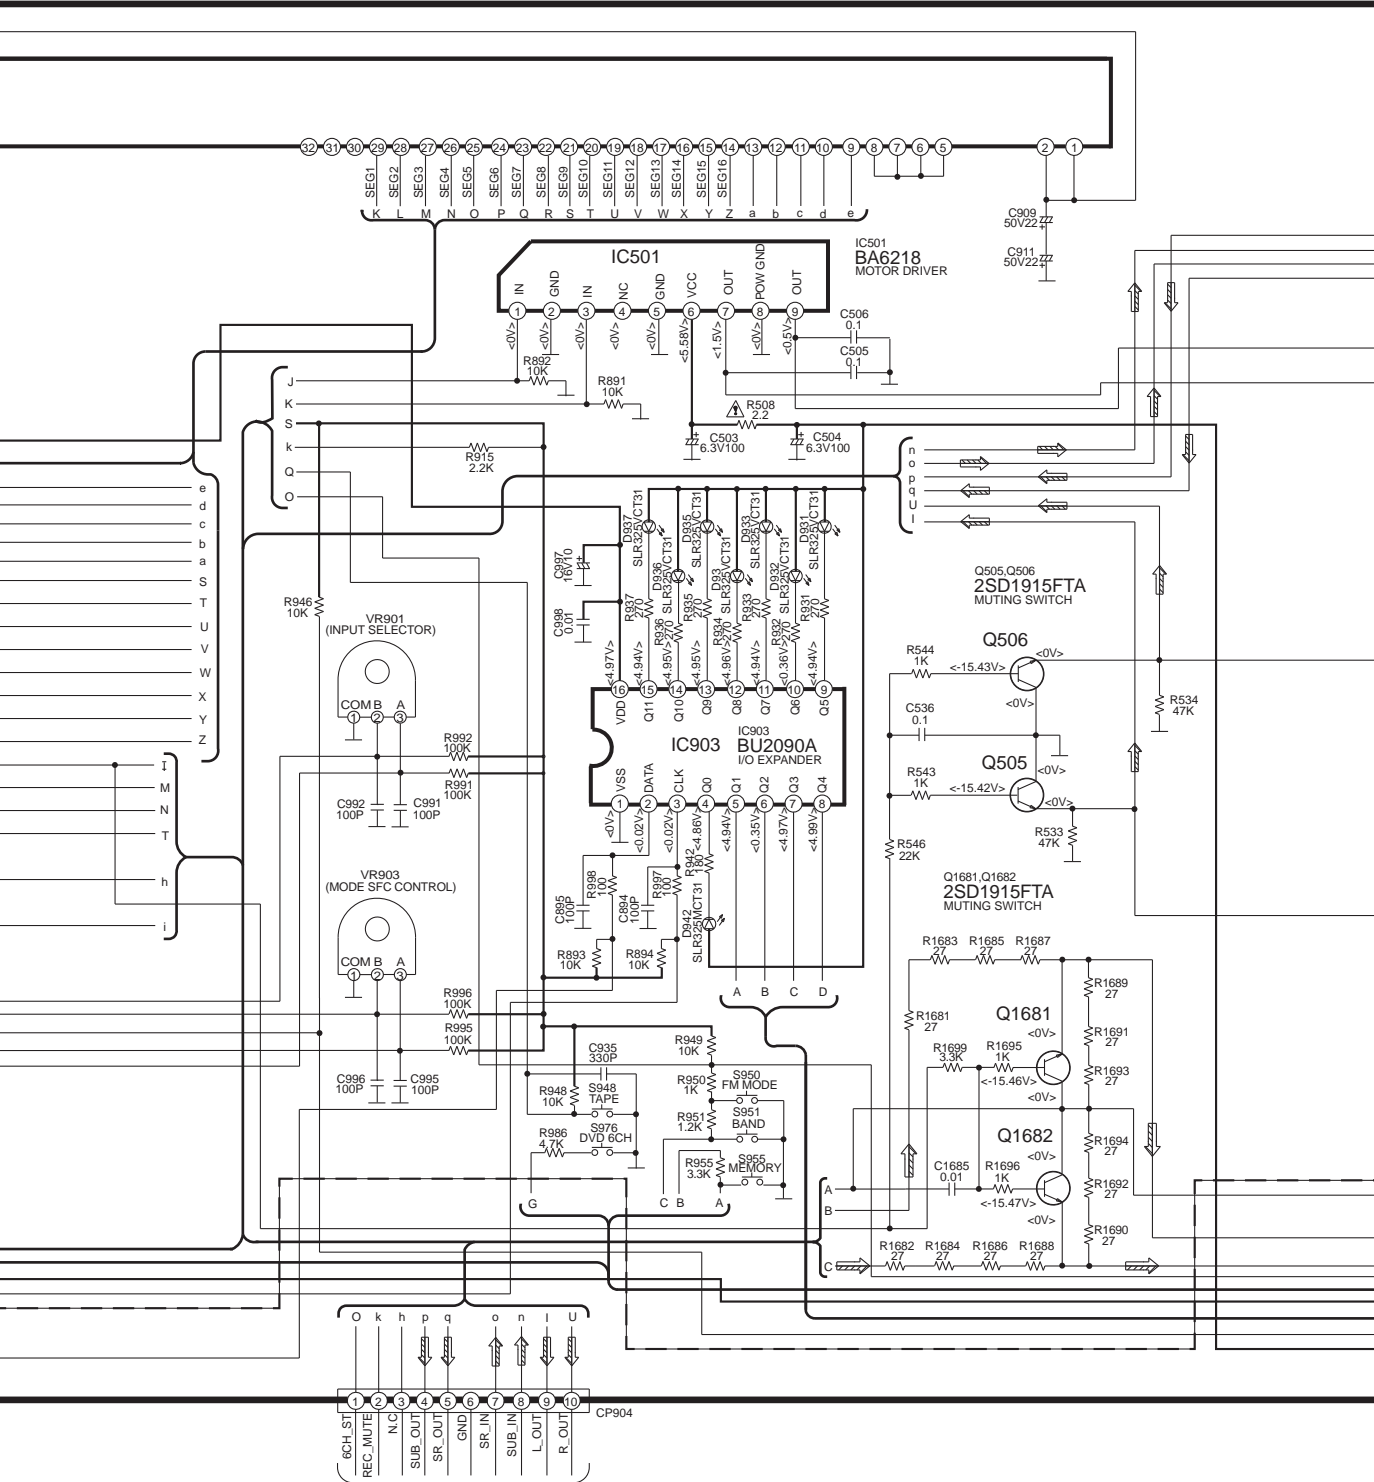 32 31 30 29 28 27 26 25 24 23 22 21 20 19 18 17 16 15 14 13 12 11 10 9 8 7 6 5 2 1
SEG1 SEG2 SEG3 SEG4 SEG5 SEG6 SEG7 SEG8 SEG9 SEG10 SEG11 SEG12 SEG13 SEG14 SEG15 SEG16
K L M N O P Q R S T U V W X Y Z a b c d e
C909
50V22
C911
50V22
IC501
IC501
BA6218
MOTOR DRIVER
IN GND IN NC GND VCC OUT POW GND OUT
1 2 3 4 5 6 7 8 9
<0V> <0V> <0V> <0V> <0V> <5.58V> <1.5V> <0V> <0.5V>
C506
0.1
C505
0.1
R892
10K
R891
10K
J
K
S
k
Q
O
R508
2.2
C503
6.3V100
C504
6.3V100
R915
2.2K
n
o
p
q
U
l
e
d
c
b
a
S
T
U
V
W
X
Y
Z
D937
SLR325VCT31
D935
SLR325VCT31
D933
SLR325VCT31
D931
SLR325VCT31
D936
SLR325VCT31
D93
SLR325VCT31
D932
SLR325VCT31
C997
16V10
C998
0.01
R937
270
R936
270
R935
270
R934
270
R933
270
R932
270
R931
270
<4.97V> <4.94V> <4.95V> <4.95V> <4.96V> <4.94V> <0.36V> <4.94V>
16 15 14 13 12 11 10 9
VDD Q11 Q10 Q9 Q8 Q7 Q6 Q5
IC903
IC903
BU2090A
I/O EXPANDER
VSS DATA CLK Q0 Q1 Q2 Q3 Q4
1 2 3 4 5 6 7 8
<0V> <0.02V> <0.02V> <4.86V> <4.94V> <0.35V> <4.97V> <4.99V>
R946
10K
VR901
(INPUT SELECTOR)
COM B A
1 2 3
R992
100K
R991
100K
C992
100P
C991
100P
I
M
N
T
h
i
VR903
(MODE SFC CONTROL)
COM B A
1 2 3
R996
100K
R995
100K
C996
100P
C995
100P
C895
100P
R998
100
C894
100P
R997
100
R942
180
D942
SLR325MCT31
R893
10K
R894
10K
A B C D
Q505,Q506
2SD1915FTA
MUTING SWITCH
Q506
R544
1K
<-15.43V>
<0V>
<0V>
C536
0.1
R534
47K
Q505
R543
1K
<-15.42V>
<0V>
<0V>
R533
47K
R546
22K
Q1681,Q1682
2SD1915FTA
MUTING SWITCH
R1683
27
R1685
27
R1687
27
R1689
27
R1681
27
Q1681
<0V>
R1691
27
R1699
3.3K
R1695
1K
<-15.46V>
R1693
27
<0V>
Q1682
<0V>
R1694
27
C1685
0.01
R1696
1K
<-15.47V>
R1692
27
<0V>
R1690
27
A
B
C
R1682
27
R1684
27
R1686
27
R1688
27
C935
330P
R949
10K
R948
10K
S948
TAPE
R950
1K
S950
FM MODE
R951
1.2K
S951
BAND
R986
4.7K
S976
DVD 6CH
R955
3.3K
S955
MEMORY
G C B A
O k h p q o n l U
1 2 3 4 5 6 7 8 9 10
CP904
6CH_ST
REC_MUTE
N.C
SUB_OUT
SR_OUT
GND
SR_IN
SUB_IN
L_OUT
R_OUT